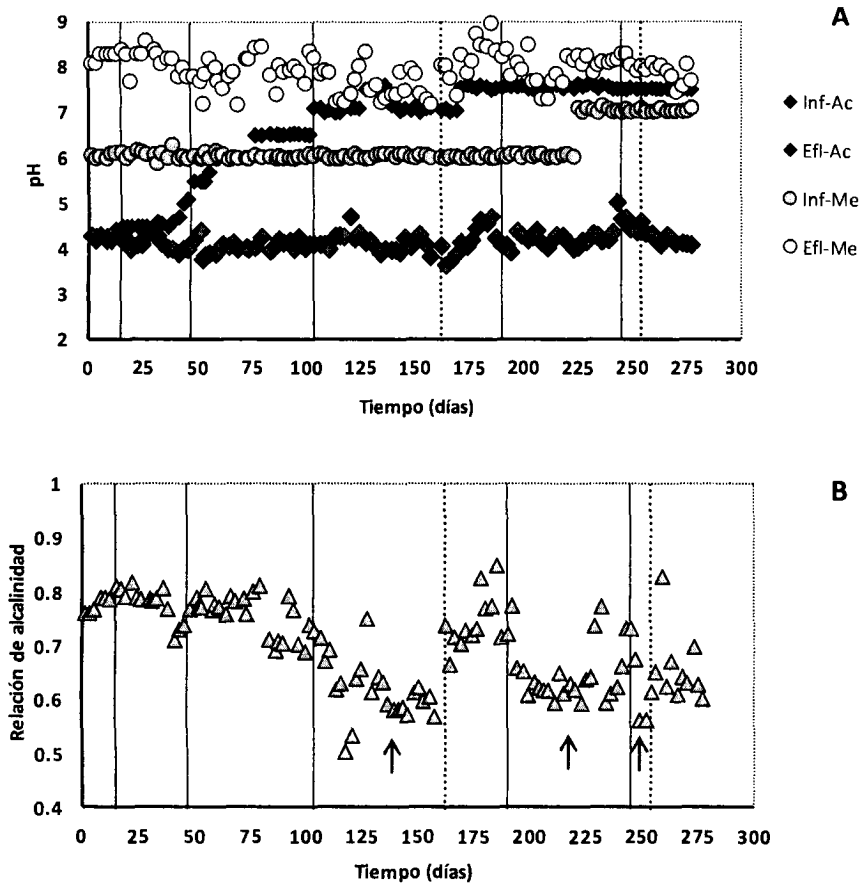 A
9
8
7
6
5
4
3
2
pH
0 25 50 75 100 125 150 175 200 225 250 275 300
Tiempo (días)
Inf-Ac
Efl-Ac
Inf-Me
Efl-Me
B
1
0.9
0.8
0.7
0.6
0.5
0.4
Relación de alcalinidad
0 25 50 75 100 125 150 175 200 225 250 275 300
Tiempo (días)